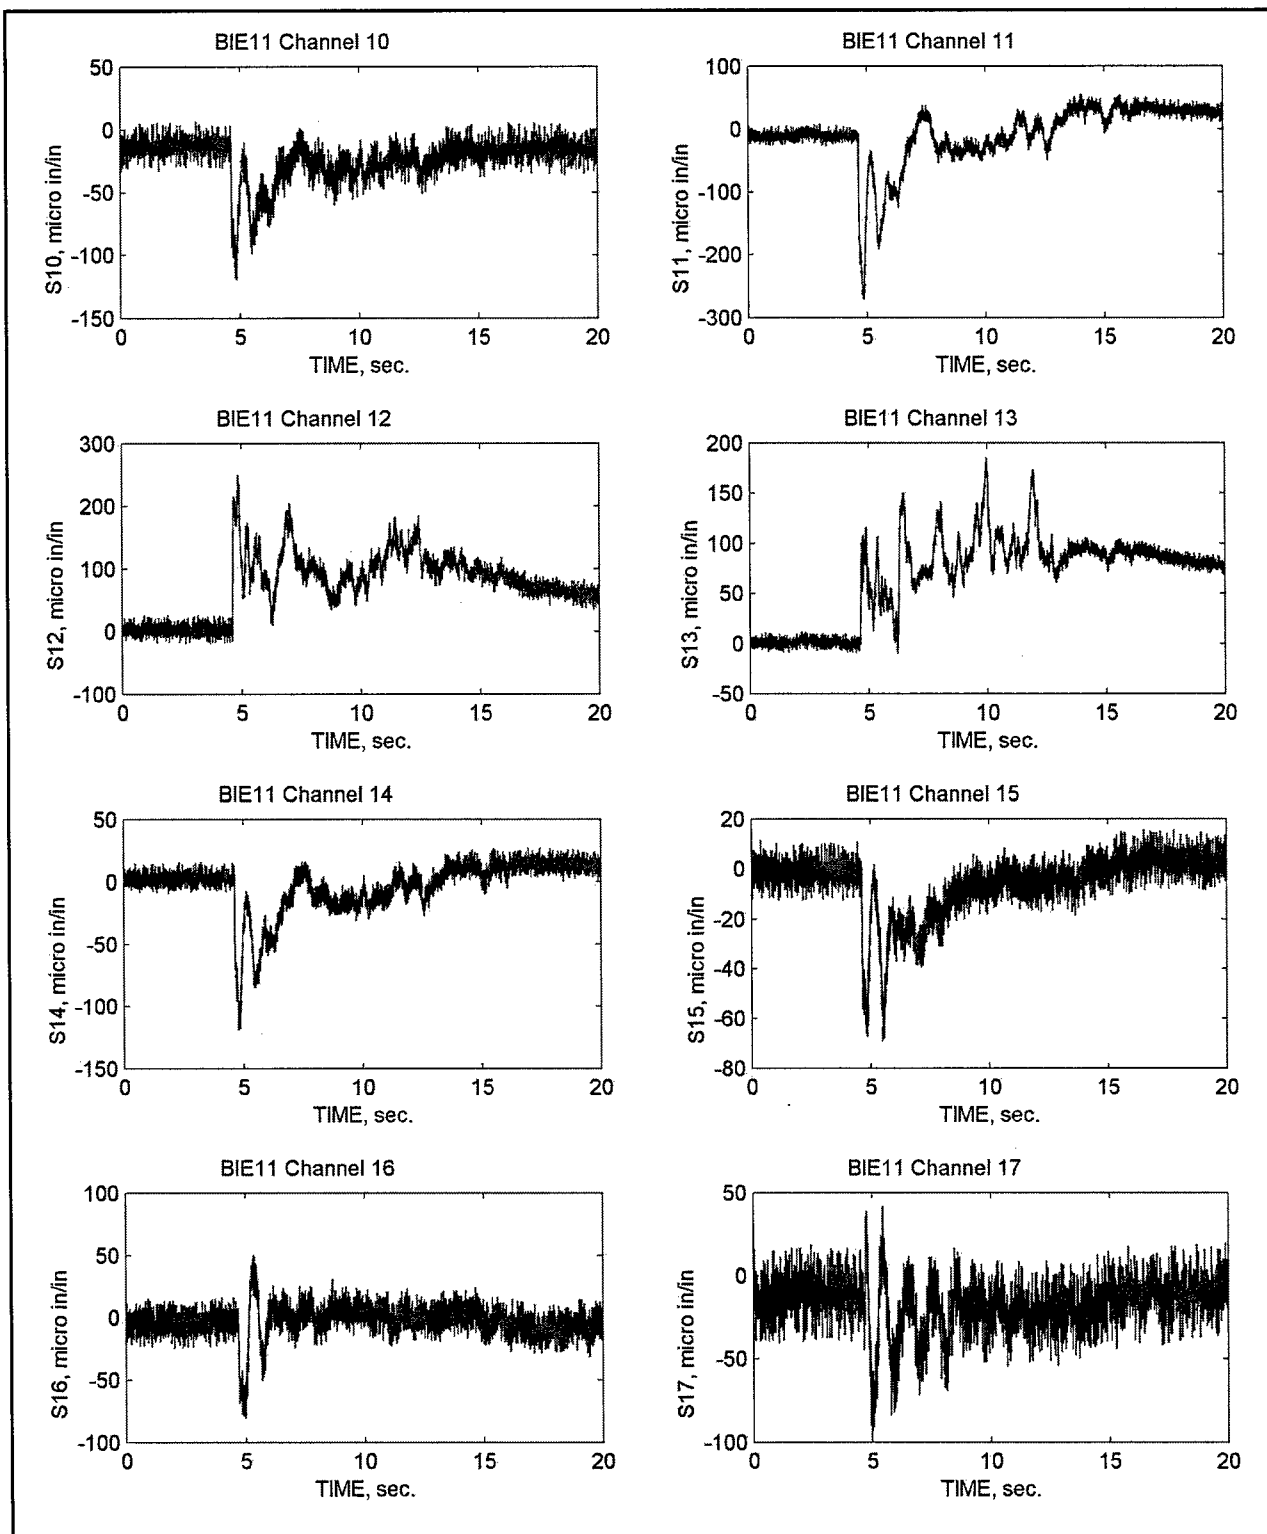 BIE11 Channel 10
50
0
-50
-100
-150
S10, micro in/in
0 5 10 15 20
TIME, sec.
BIE11 Channel 11
100
0
-100
-200
-300
S11, micro in/in
0 5 10 15 20
TIME, sec.
BIE11 Channel 12
300
200
100
0
-100
S12, micro in/in
0 5 10 15 20
TIME, sec.
BIE11 Channel 13
200
150
100
50
0
-50
S13, micro in/in
0 5 10 15 20
TIME, sec.
BIE11 Channel 14
50
0
-50
-100
-150
S14, micro in/in
0 5 10 15 20
TIME, sec.
BIE11 Channel 15
20
0
-20
-40
-60
-80
S15, micro in/in
0 5 10 15 20
TIME, sec.
BIE11 Channel 16
100
50
0
-50
-100
S16, micro in/in
0 5 10 15 20
TIME, sec.
BIE11 Channel 17
50
0
-50
-100
S17, micro in/in
0 5 10 15 20
TIME, sec.